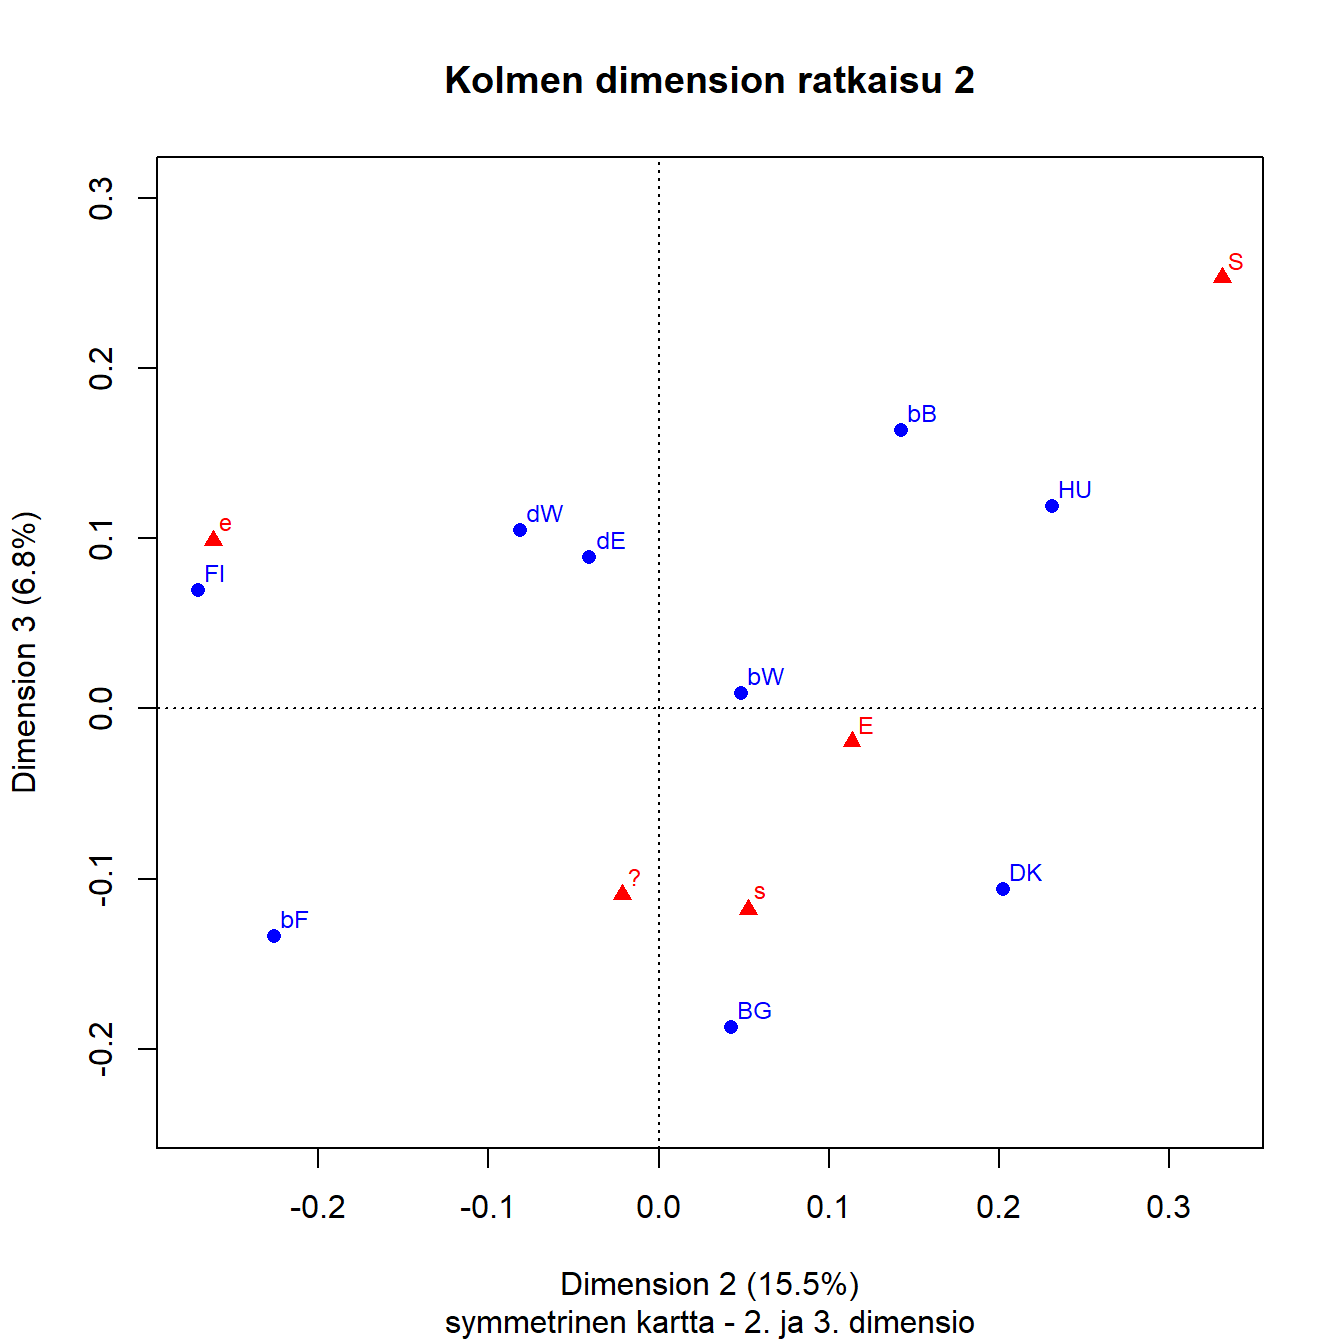 Kolmen dimension ratkaisu 2
0.3
0.2
0.1
0.0
-0.1
-0.2
Dimension 3 (6.8%)
S
bB
HU
dW
dE
e
FI
bW
E
?
s
DK
bF
BG
-0.2
-0.1
0.0
0.1
0.2
0.3
Dimension 2 (15.5%)
symmetrinen kartta - 2. ja 3. dimensio